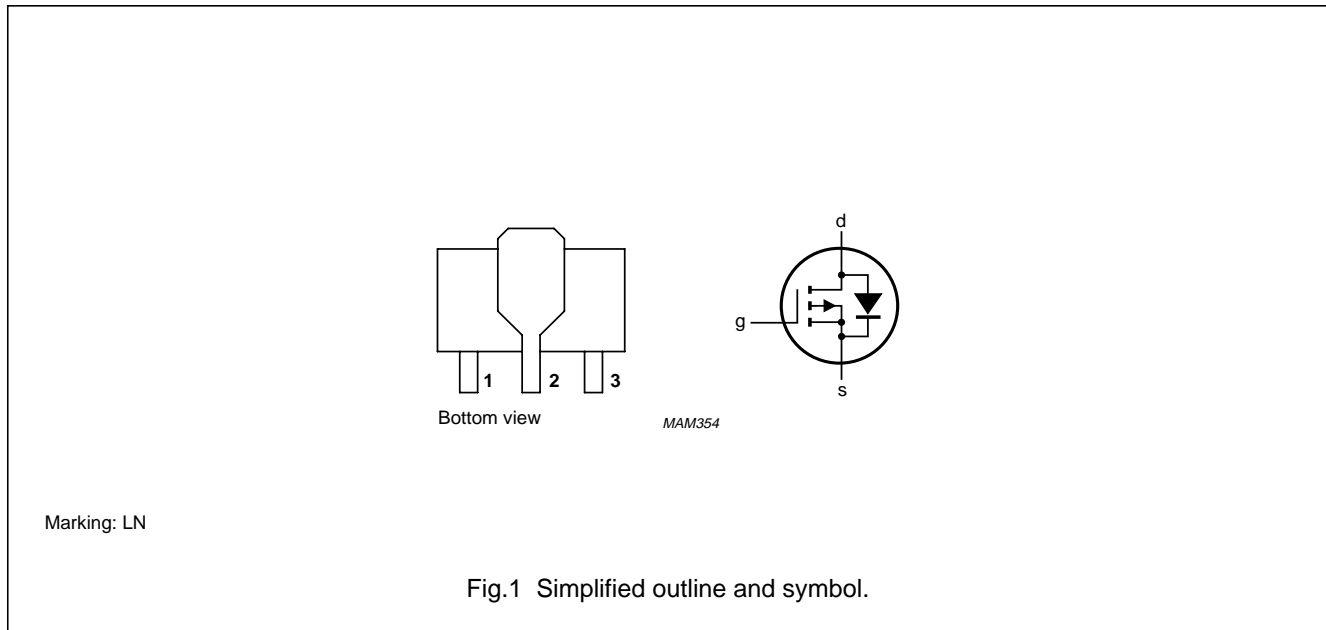 d
g
s
1 2 3
Bottom view
MAM354
Marking: LN
Fig.1 Simplified outline and symbol.